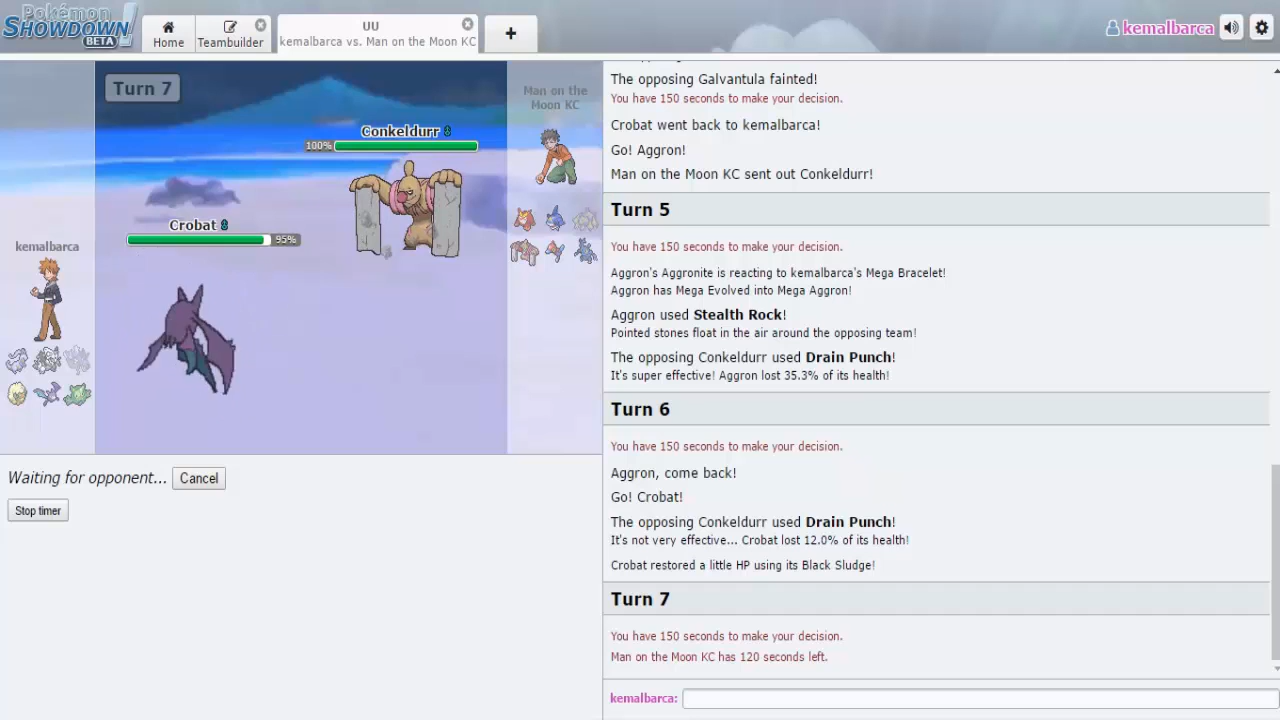 Pokémon
SHOWDOWN!
BETA
Home
Teambuilder
UU
kemalbarca vs. Man on the Moon KC
+
kemalbarca
Turn 7
Man on the
Moon KC
Conkeldurr
100%
Crobat
95%
kemalbarca
Waiting for opponent... Cancel
Stop timer
The opposing Galvantula fainted!
You have 150 seconds to make your decision.
Crobat went back to kemalbarca!
Go! Aggron!
Man on the Moon KC sent out Conkeldurr!
Turn 5
You have 150 seconds to make your decision.
Aggron's Aggronite is reacting to kemalbarca's Mega Bracelet!
Aggron has Mega Evolved into Mega Aggron!
Aggron used Stealth Rock!
Pointed stones float in the air around the opposing team!
The opposing Conkeldurr used Drain Punch!
It's super effective! Aggron lost 35.3% of its health!
Turn 6
You have 150 seconds to make your decision.
Aggron, come back!
Go! Crobat!
The opposing Conkeldurr used Drain Punch!
It's not very effective... Crobat lost 12.0% of its health!
Crobat restored a little HP using its Black Sludge!
Turn 7
You have 150 seconds to make your decision.
Man on the Moon KC has 120 seconds left.
kemalbarca: